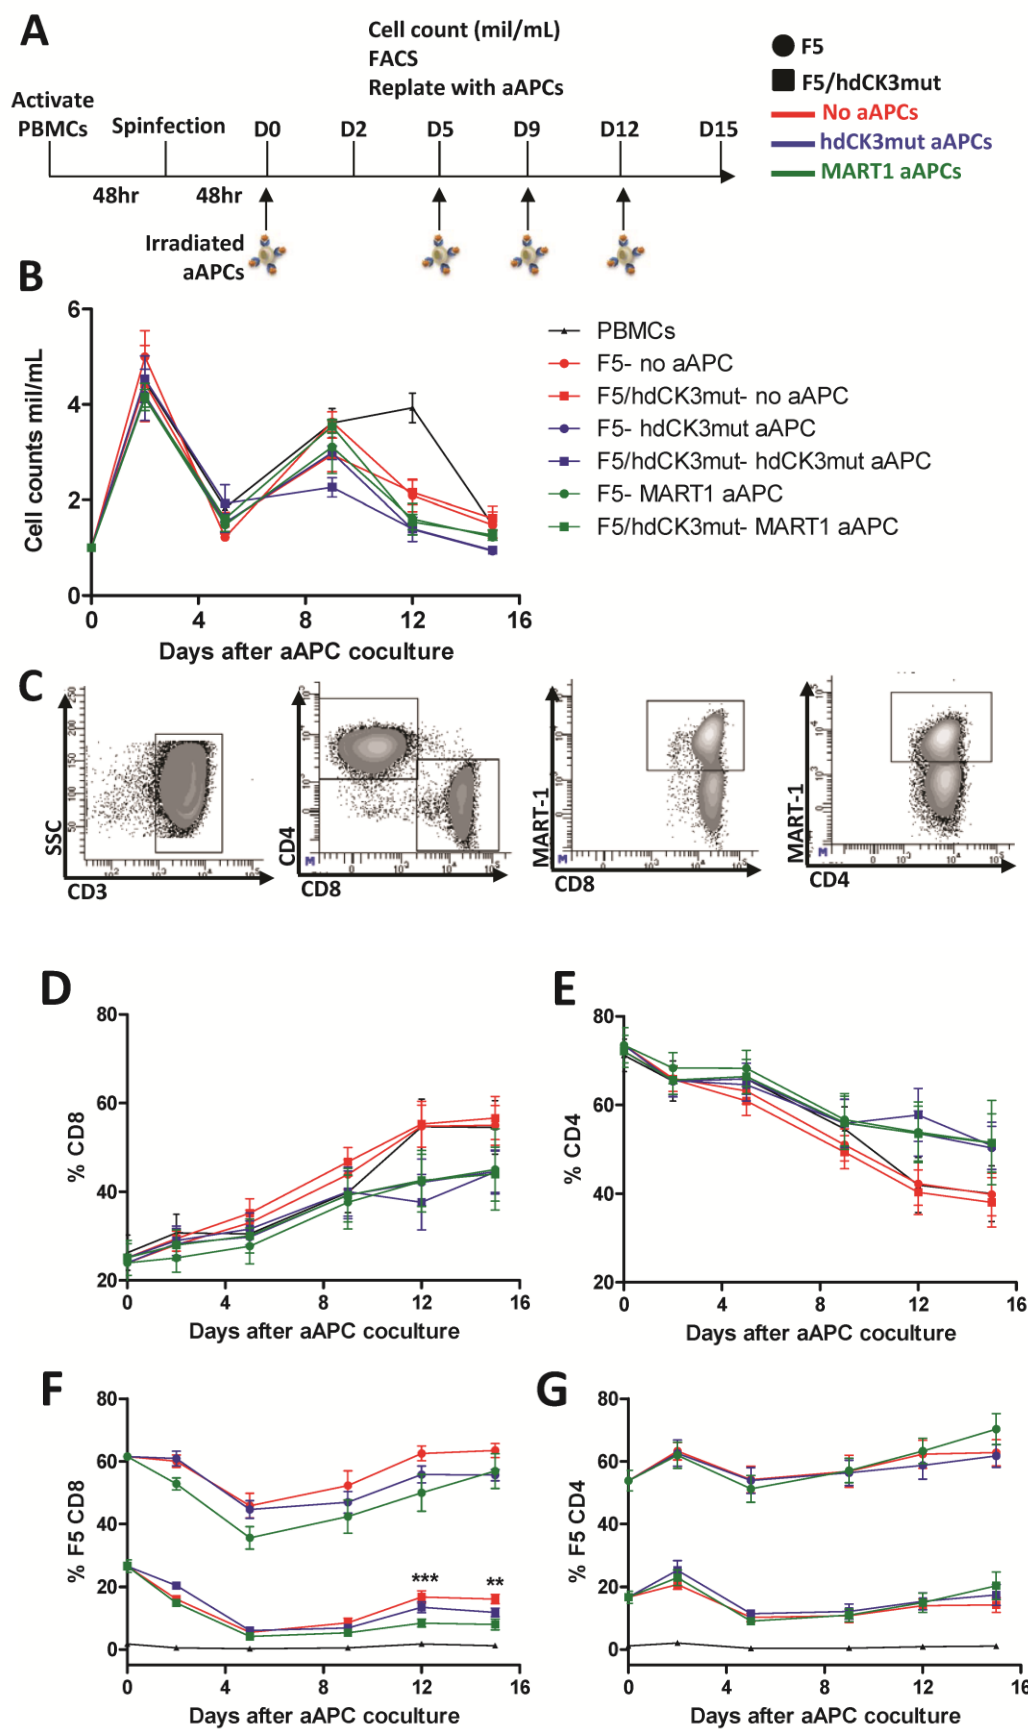 A
Cell count (mil/mL)
FACS
Replate with aAPCs
Activate
PBMCs
Spinfection
D0
D2
D5
D9
D12
D15
48hr
48hr
Irradiated
aAPCs
F5
F5/hdCK3mut
No aAPCs
hdCK3mut aAPCs
MART1 aAPCs
B
Cell counts mil/mL
6
4
2
0
0
4
8
12
16
Days after aAPC coculture
PBMCs
F5- no aAPC
F5/hdCK3mut- no aAPC
F5- hdCK3mut aAPC
F5/hdCK3mut- hdCK3mut aAPC
F5- MART1 aAPC
F5/hdCK3mut- MART1 aAPC
C
SSC
CD3
CD4
CD8
MART-1
CD8
MART-1
CD4
D
% CD8
80
60
40
20
0
4
8
12
16
Days after aAPC coculture
E
% CD4
80
60
40
20
0
4
8
12
16
Days after aAPC coculture
F
% F5 CD8
80
60
40
20
0
***
**
0
4
8
12
16
Days after aAPC coculture
G
% F5 CD4
80
60
40
20
0
0
4
8
12
16
Days after aAPC coculture